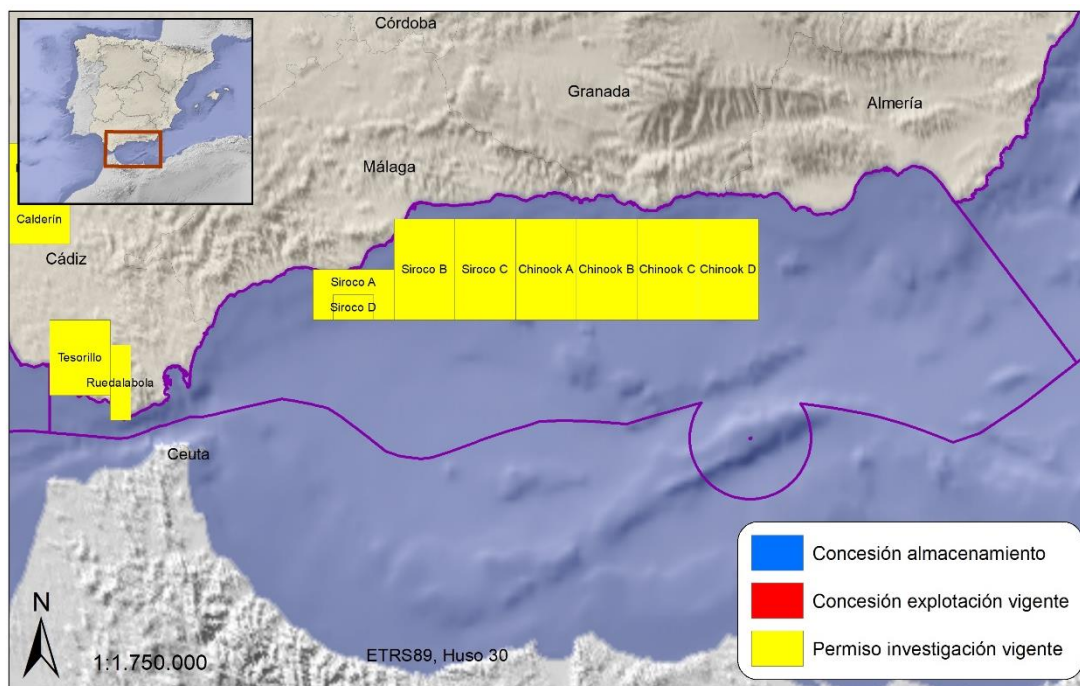 Córdoba
Granada
Almería
Málaga
Calderín
Cádiz
Siroco B
Siroco C
Chinook A
Chinook B
Chinook C
Chinook D
Siroco A
Siroco D
Tesorillo
Ruedalabola
Ceuta
Concesión almacenamiento
Concesión explotación vigente
Permiso investigación vigente
N
1:1.750.000
ETRS89, Huso 30